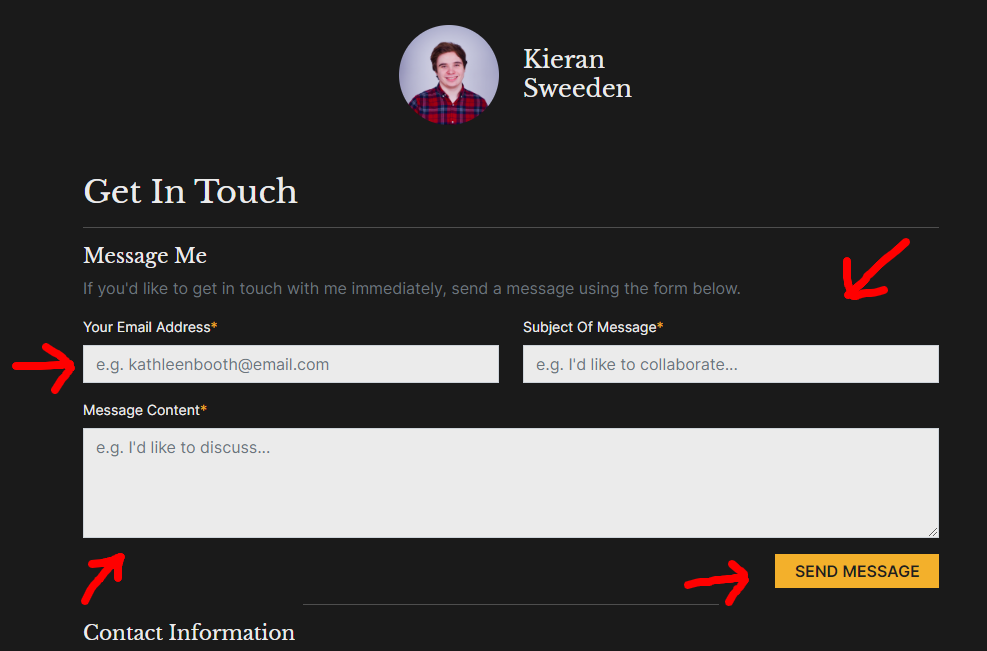 Kieran
Sweeden
Get In Touch
Message Me
If you'd like to get in touch with me immediately, send a message using the form below.
Your Email Address*
Subject Of Message*
e.g. kathleenbooth@email.com
e.g. I'd like to collaborate...
Message Content*
e.g. I'd like to discuss...
SEND MESSAGE
Contact Information